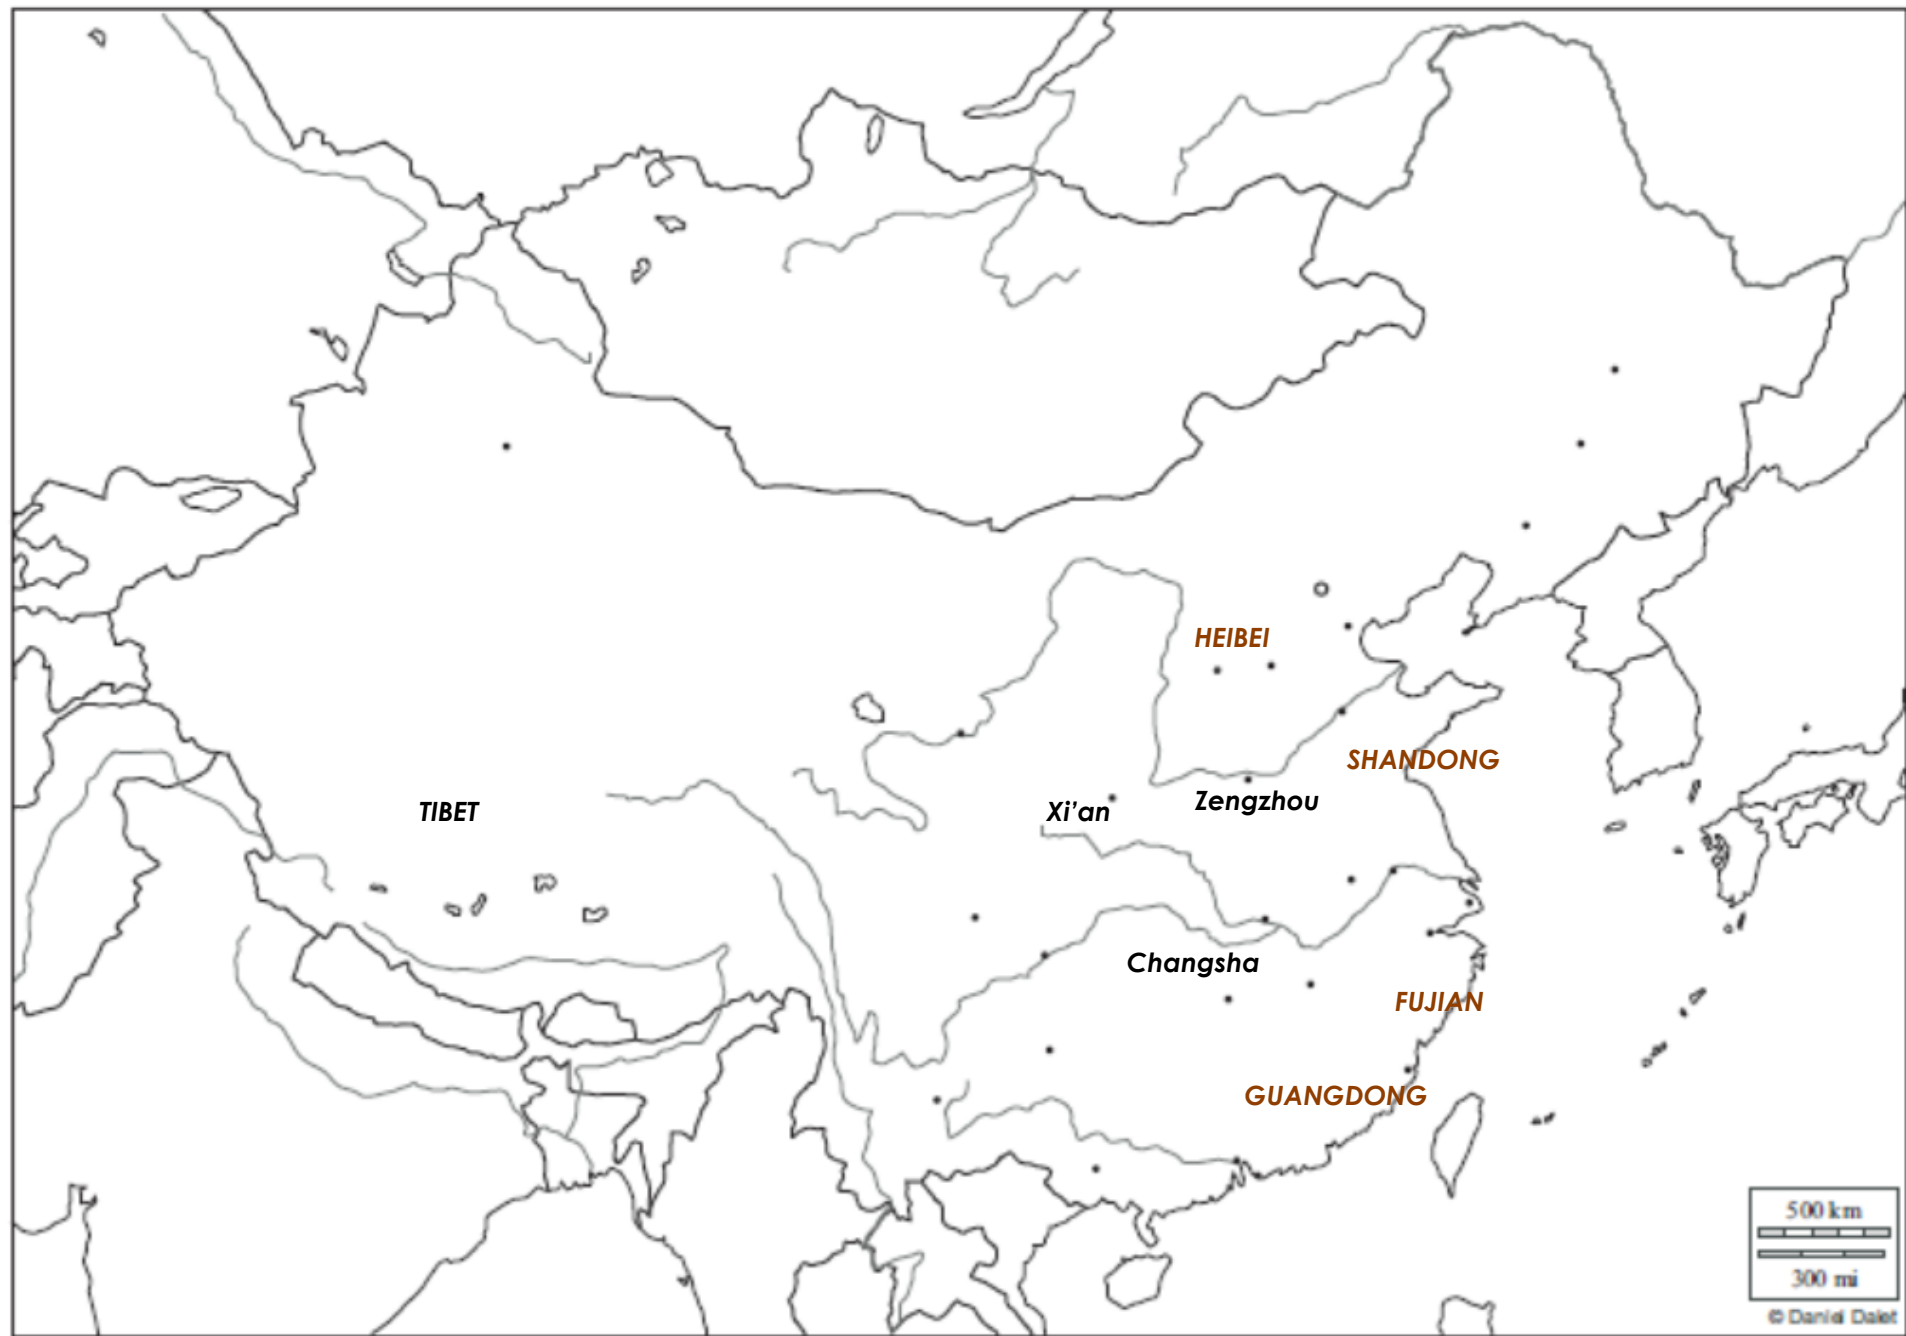 HEIBEI
SHANDONG
TIBET
Xi’an
Zengzhou
Changsha
FUJIAN
GUANGDONG
500 km
300 mi
© Daniel Dalet